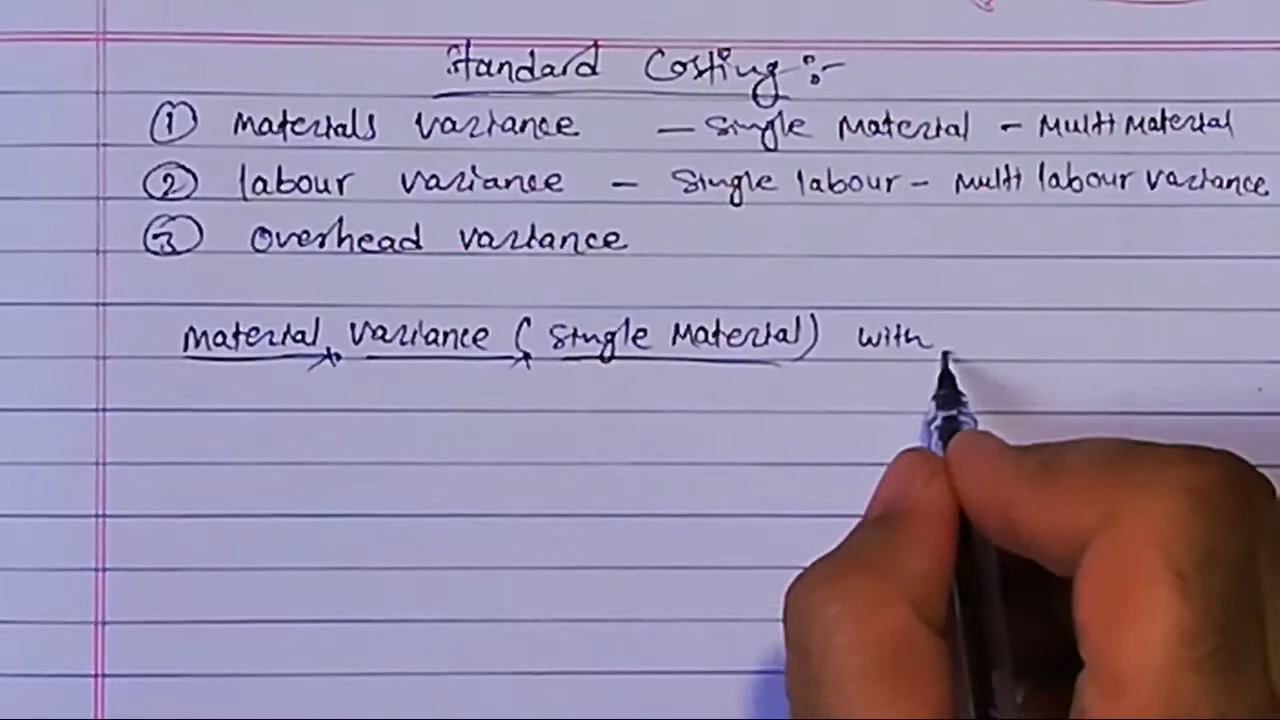 Standard Costing :-
① Materials variance - Single Material - Multi Material
② labour variance - Single labour - Multi labour variance
③ overhead variance
Material variance (Single Material) with